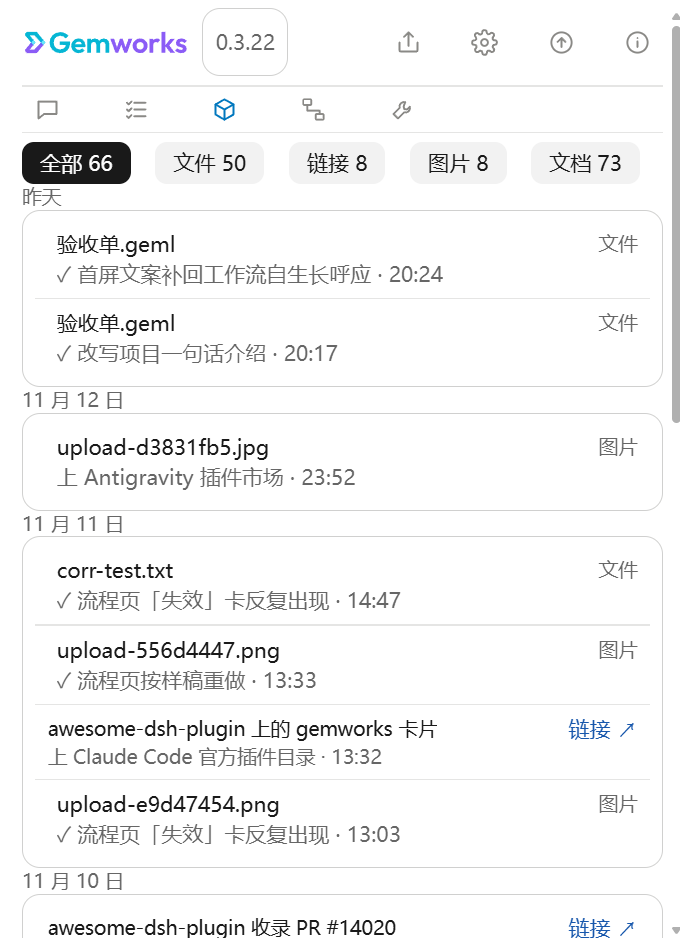 Gemworks 0.3.22
全部 66 文件 50 链接 8 图片 8 文档 73
昨天
验收单.geml 文件
✓ 首屏文案补回工作流自生长呼应 · 20:24
验收单.geml 文件
✓ 改写项目一句话介绍 · 20:17
11 月 12 日
upload-d3831fb5.jpg 图片
上 Antigravity 插件市场 · 23:52
11 月 11 日
corr-test.txt 文件
✓ 流程页「失效」卡反复出现 · 14:47
upload-556d4447.png 图片
✓ 流程页按样稿重做 · 13:33
awesome-dsh-plugin 上的 gemworks 卡片 链接 ↗
上 Claude Code 官方插件目录 · 13:32
upload-e9d47454.png 图片
✓ 流程页「失效」卡反复出现 · 13:03
11 月 10 日
awesome-dsh-plugin 收录 PR #14020 链接 ↗